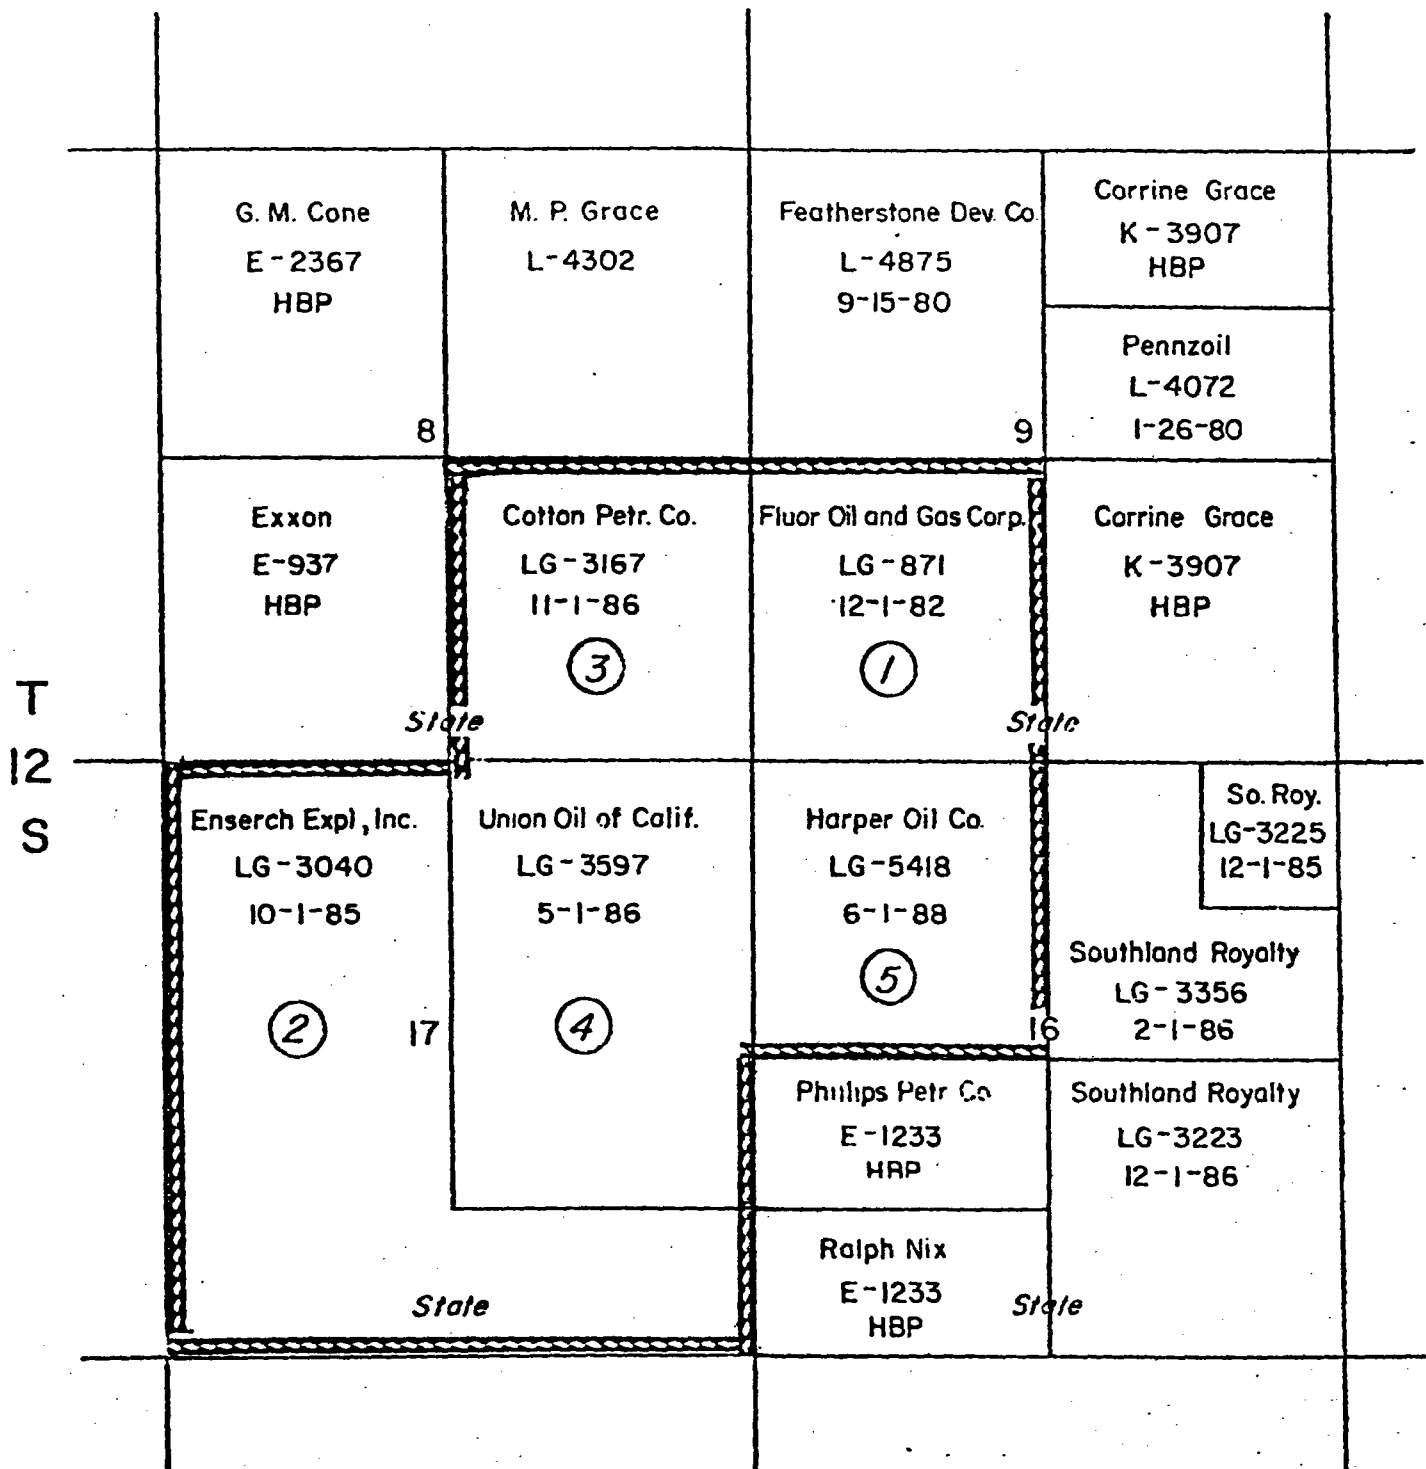 G. M. Cone
E-2367
HBP
M. P. Grace
L-4302
Featherstone Dev. Co.
L-4875
9-15-80
Corrine Grace
K-3907
HBP
Pennzoil
L-4072
1-26-80
8
9
Exxon
E-937
HBP
Cotton Petr. Co.
LG-3167
11-1-86
3
Fluor Oil and Gas Corp.
LG-871
12-1-82
1
Corrine Grace
K-3907
HBP
State
State
T
12
S
Enserch Expl., Inc.
LG-3040
10-1-85
2
17
Union Oil of Calif.
LG-3597
5-1-86
4
Harper Oil Co.
LG-5418
6-1-88
5
16
So. Roy.
LG-3225
12-1-85
Southland Royalty
LG-3356
2-1-86
Phillips Petr Co
E-1233
HBP
Southland Royalty
LG-3223
12-1-86
Ralph Nix
E-1233
HBP
State
State